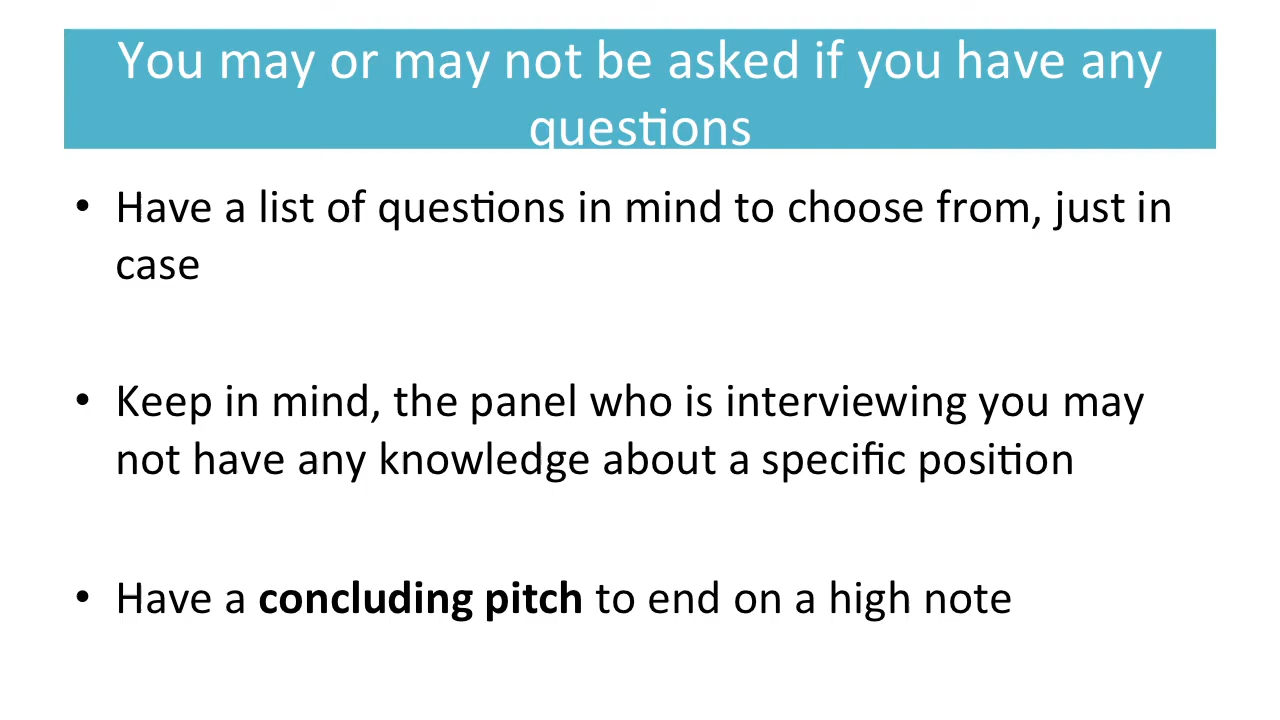 You may or may not be asked if you have any
questions
• Have a list of questions in mind to choose from, just in
case
• Keep in mind, the panel who is interviewing you may
not have any knowledge about a specific position
• Have a concluding pitch to end on a high note